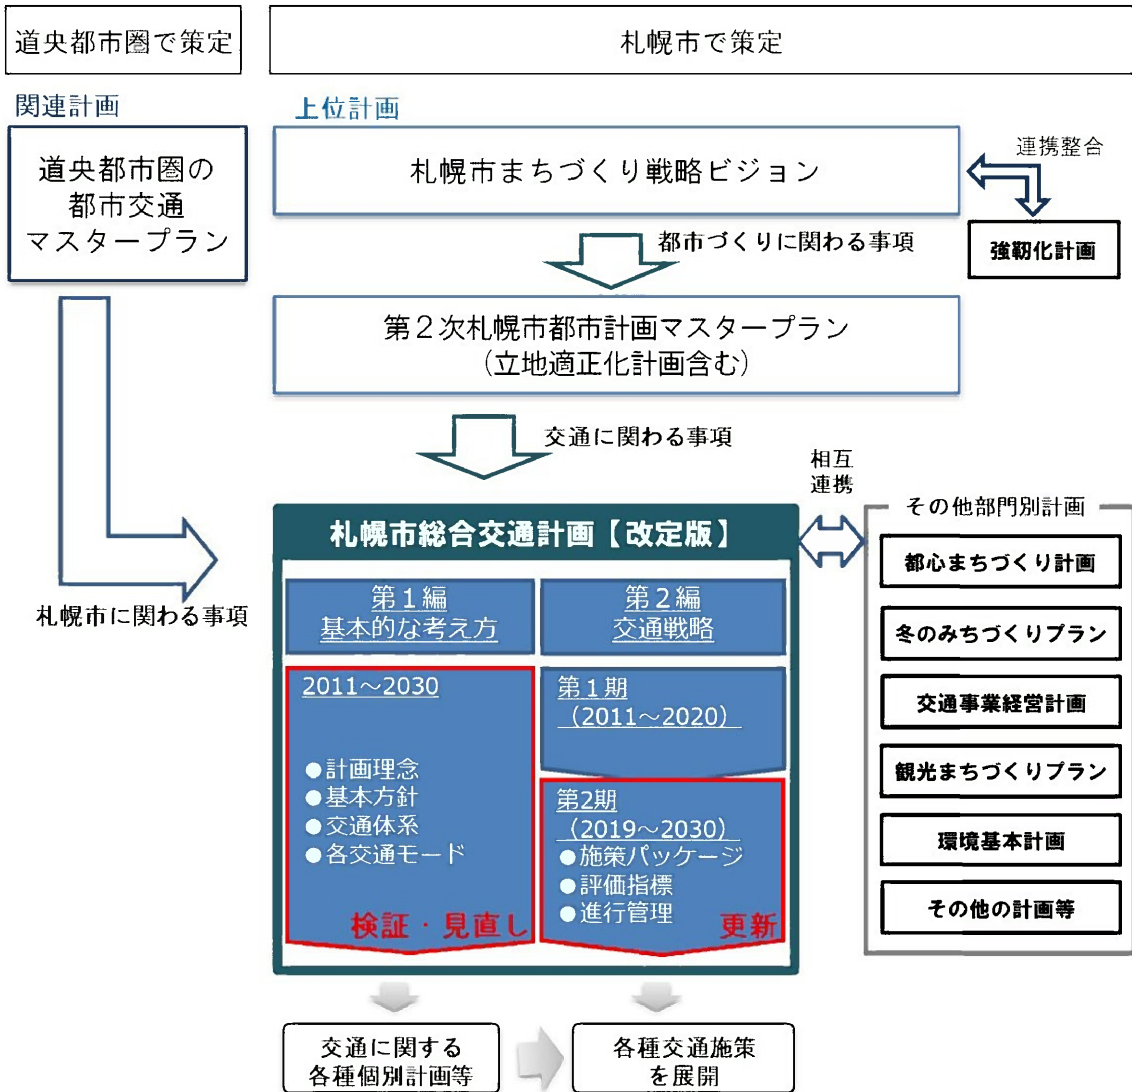 道央都市圏で策定
札幌市で策定
関連計画
上位計画
道央都市圏の
都市交通
マスタープラン
札幌市まちづくり戦略ビジョン
連携整合
強靭化計画
都市づくりに関わる事項
第２次札幌市都市計画マスタープラン
(立地適正化計画含む)
交通に関わる事項
相互
連携
札幌市に関わる事項
札幌市総合交通計画【改定版】
第１編
基本的な考え方
第２編
交通戦略
2011～2030
●計画理念
●基本方針
●交通体系
●各交通モード
検証・見直し
第１期
（2011～2020）
第2期
（2019～2030）
●施策パッケージ
●評価指標
●進行管理
更新
その他部門別計画
都心まちづくり計画
冬のみちづくりプラン
交通事業経営計画
観光まちづくりプラン
環境基本計画
その他の計画等
交通に関する
各種個別計画等
各種交通施策
を展開